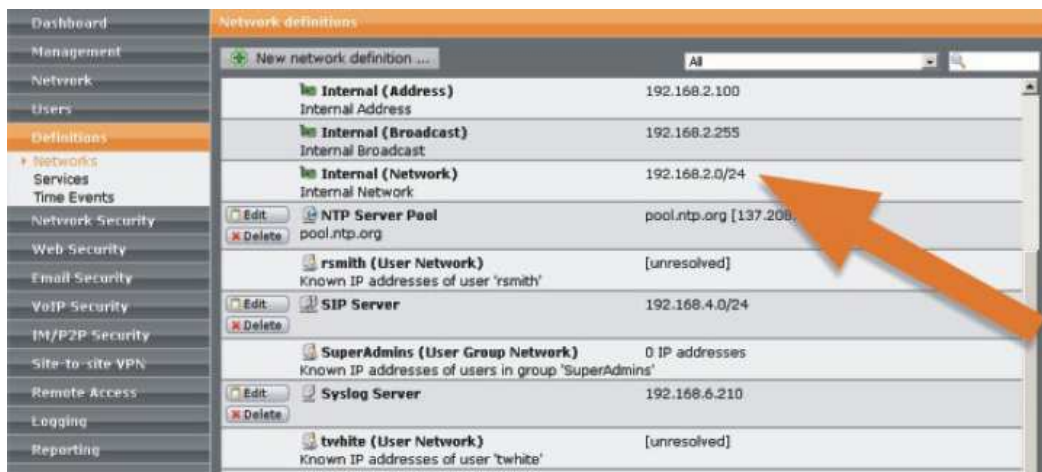 Dashboard
Management
Network
Users
Definitions
Networks
Services
Time Events
Network Security
Web Security
Email Security
VoIP Security
IM/P2P Security
Site-to-site VPN
Remote Access
Logging
Reporting
Network definitions
New network definition ...
All
Internal (Address) 192.168.2.100
Internal Address
Internal (Broadcast) 192.168.2.255
Internal Broadcast
Internal (Network) 192.168.2.0/24
Internal Network
Edit NTP Server Pool pool.ntp.org [137.208.
Delete pool.ntp.org
rsmith (User Network) [unresolved]
Known IP addresses of user 'rsmith'
Edit SIP Server 192.168.4.0/24
Delete
SuperAdmins (User Group Network) 0 IP addresses
Known IP addresses of users in group 'SuperAdmins'
Edit Syslog Server 192.168.6.210
Delete
twhite (User Network) [unresolved]
Known IP addresses of user 'twhite'